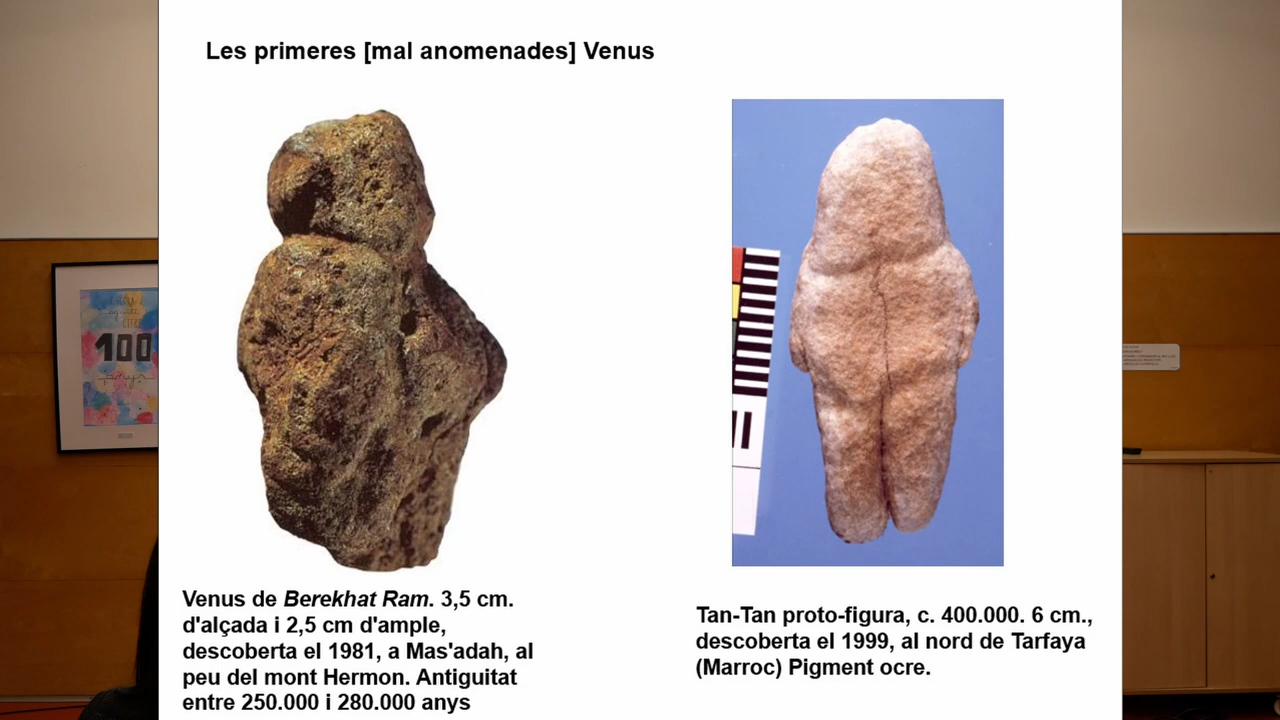 Les primeres [mal anomenades] Venus
Venus de Berekhat Ram. 3,5 cm.
d'alçada i 2,5 cm d'ample,
descoberta el 1981, a Mas'adah, al
peu del mont Hermon. Antiguitat
entre 250.000 i 280.000 anys
Tan-Tan proto-figura, c. 400.000. 6 cm.,
descoberta el 1999, al nord de Tarfaya
(Marroc) Pigment ocre.
100